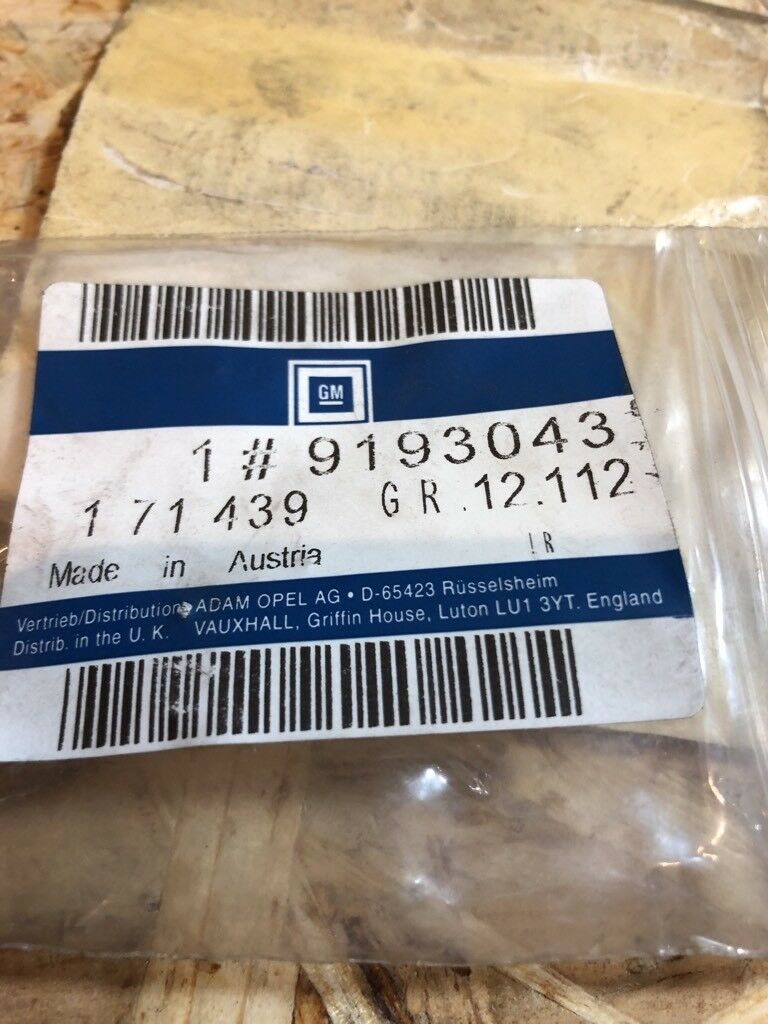 GM
1 # 9193043
1 71 439 GR. 12.112
Made in Austria !R
Vertrieb/Distribution: ADAM OPEL AG • D-65423 Rüsselsheim
Distrib. in the U. K. VAUXHALL, Griffin House, Luton LU1 3YT. England